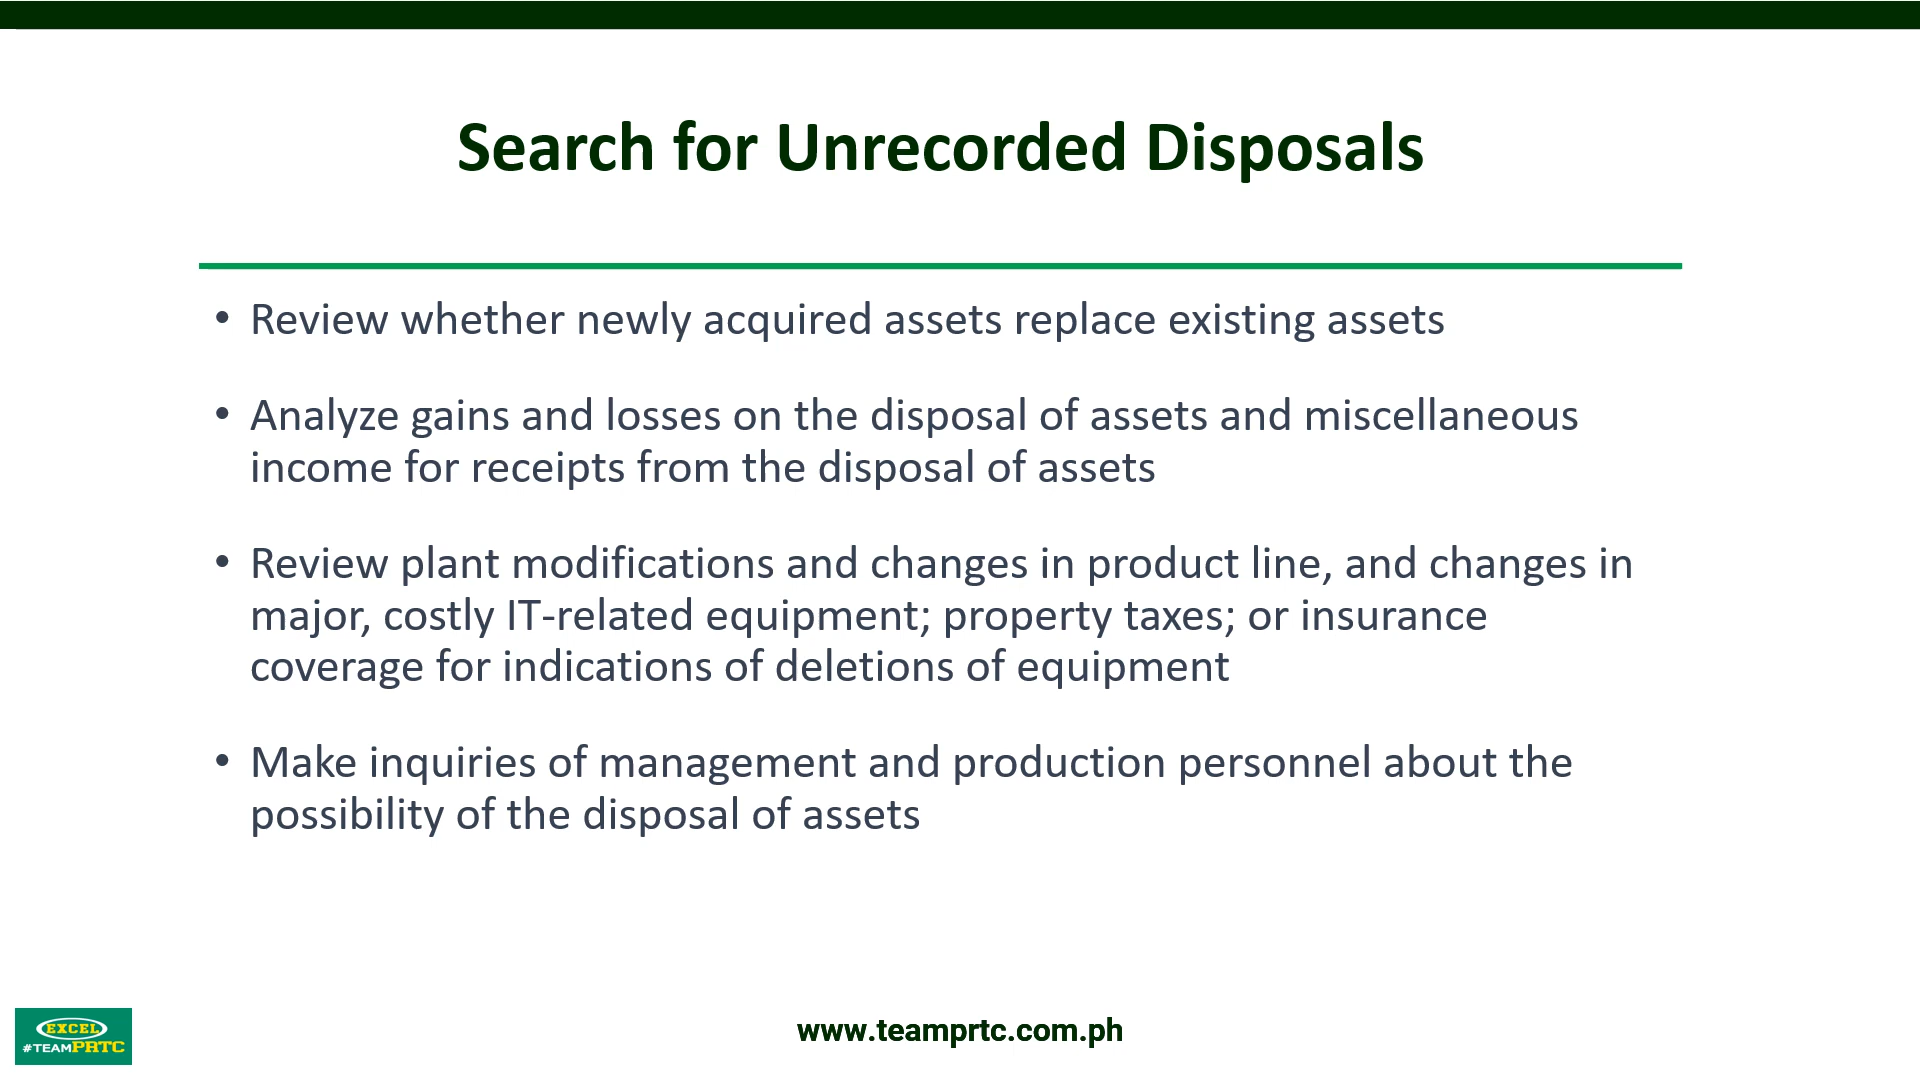 Search for Unrecorded Disposals
• Review whether newly acquired assets replace existing assets
• Analyze gains and losses on the disposal of assets and miscellaneous
income for receipts from the disposal of assets
• Review plant modifications and changes in product line, and changes in
major, costly IT-related equipment; property taxes; or insurance
coverage for indications of deletions of equipment
• Make inquiries of management and production personnel about the
possibility of the disposal of assets
EXCEL
#TEAMPRTC
www.teamprtc.com.ph